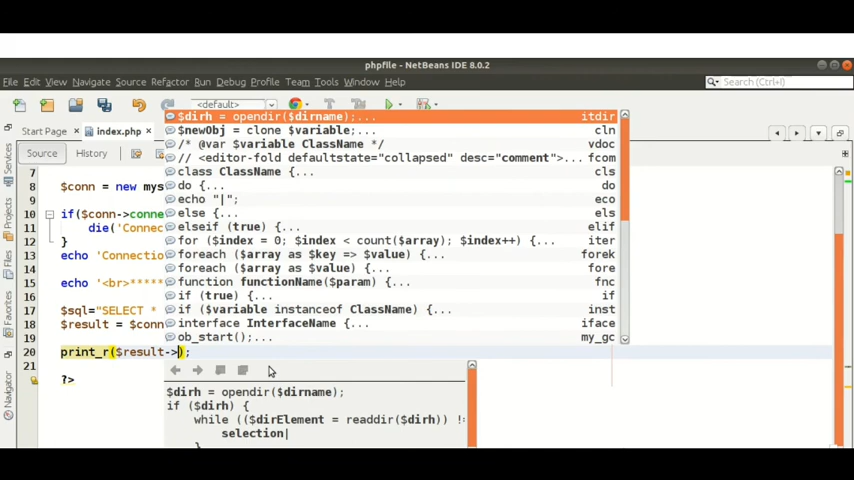 phpfile - NetBeans IDE 8.0.2
File Edit View Navigate Source Refactor Run Debug Profile Team Tools Window Help
Search (Ctrl+I)
<default>
Start Page × index.php ×
Source History
Services
Projects
Files
Favorites
Navigator
$dirh = opendir($dirname);... itdir
$newObj = clone $variable;... cln
/* @var $variable ClassName */ vdoc
// <editor-fold defaultstate="collapsed" desc="comment">... fcom
class ClassName {... cls
do {... do
echo "|"; eco
else {... els
elseif (true) {... elif
for ($index = 0; $index < count($array); $index++) {... iter
foreach ($array as $key => $value) {... forek
foreach ($array as $value) {... fore
function functionName($param) {... fnc
if (true) {... if
if ($variable instanceof ClassName) {... inst
interface InterfaceName {... iface
ob_start();... my_gc
7
8 $conn = new mys
9
10 if($conn->conne
11 die('Connec
12 }
13 echo 'Connectio
14
15 echo '<br>*****
16
17 $sql="SELECT *
18 $result = $conn
19
20 print_r($result->);
21
?>
$dirh = opendir($dirname);
if ($dirh) {
while (($dirElement = readdir($dirh)) !=
selection|